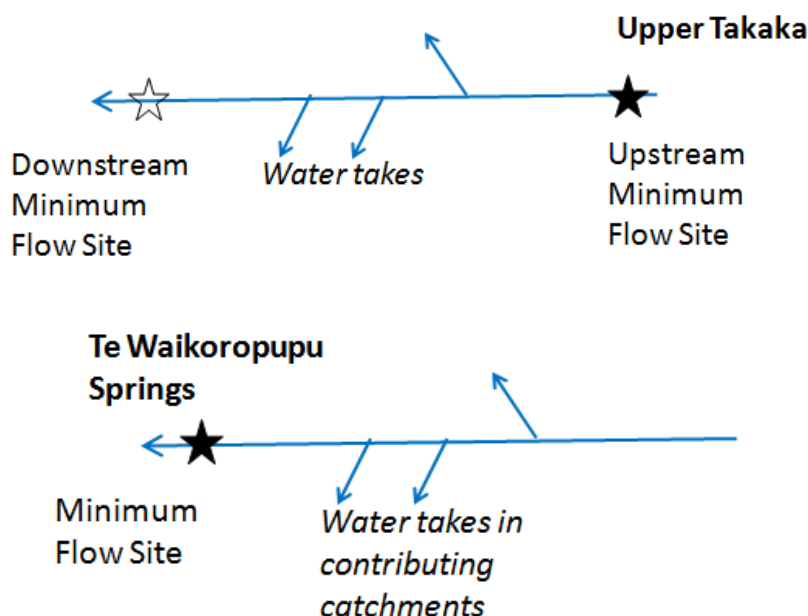 Upper Takaka
Downstream
Minimum
Flow Site
Water takes
Upstream
Minimum
Flow Site
Te Waikoropupu
Springs
Minimum
Flow Site
Water takes in
contributing
catchments